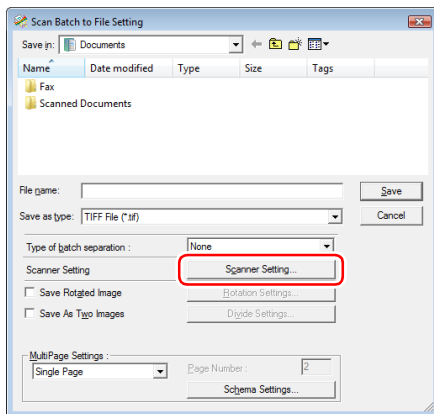 Scan Batch to File Setting
Save in: Documents
Name Date modified Type Size Tags
Fax
Scanned Documents
File name: Save
Save as type: TIFF File (*.tif) Cancel
Type of batch separation : None
Scanner Setting Scanner Setting...
Save Rotated Image Rotation Settings...
Save As Two Images Divide Settings...
MultiPage Settings :
Single Page Page Number : 2
Schema Settings...